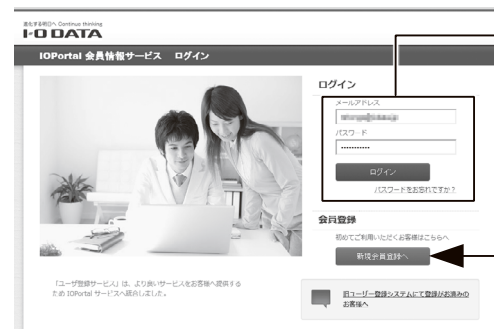 進化する明日へ Continue thinking
I-O DATA
IOPortal 会員情報サービス ログイン
ログイン
メールアドレス
パスワード
ログイン
パスワードをお忘れですか?
会員登録
初めてご利用いただくお客様はこちらへ
新規会員登録へ
「ユーザ登録サービス」は、より良いサービスをお客様へ提供する
ため IOPortal サービスへ統合しました。
旧ユーザー登録システムにて登録がお済みの
お客様へ